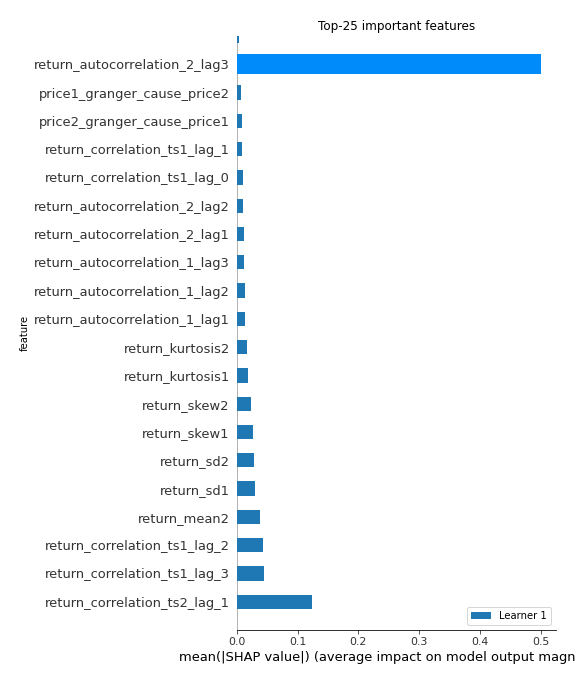 Top-25 important features
return_autocorrelation_2_lag3
price1_granger_cause_price2
price2_granger_cause_price1
return_correlation_ts1_lag_1
return_correlation_ts1_lag_0
return_autocorrelation_2_lag2
return_autocorrelation_2_lag1
return_autocorrelation_1_lag3
return_autocorrelation_1_lag2
return_autocorrelation_1_lag1
return_kurtosis2
return_kurtosis1
return_skew2
return_skew1
return_sd2
return_sd1
return_mean2
return_correlation_ts1_lag_2
return_correlation_ts1_lag_3
return_correlation_ts2_lag_1
feature
Learner 1
0.0 0.1 0.2 0.3 0.4 0.5
mean(|SHAP value|) (average impact on model output magn